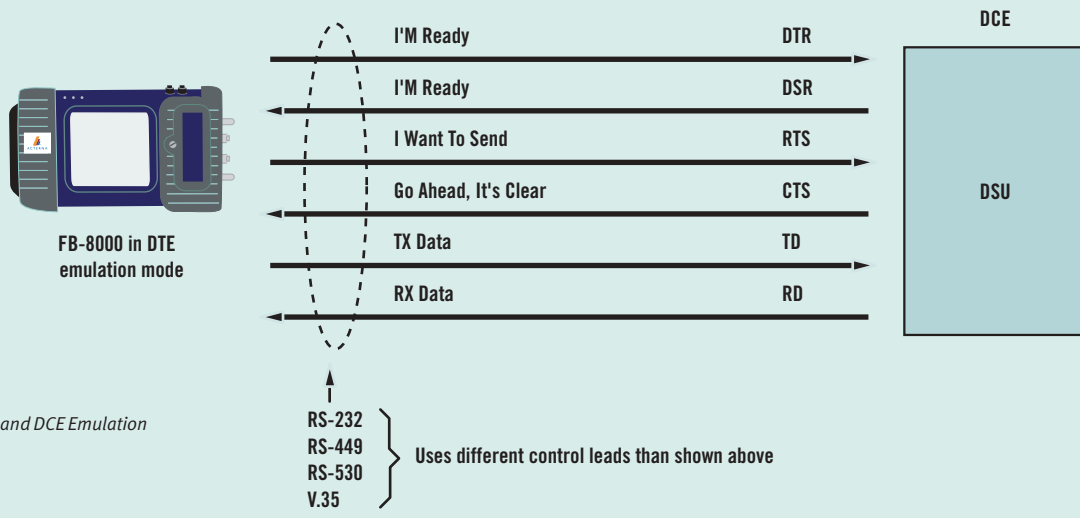 DCE
I'M Ready DTR
I'M Ready DSR
I Want To Send RTS
Go Ahead, It's Clear CTS
DSU
TX Data TD
RX Data RD
ACTERNA
FB-8000 in DTE
emulation mode
and DCE Emulation
RS-232
RS-449
RS-530
V.35
Uses different control leads than shown above